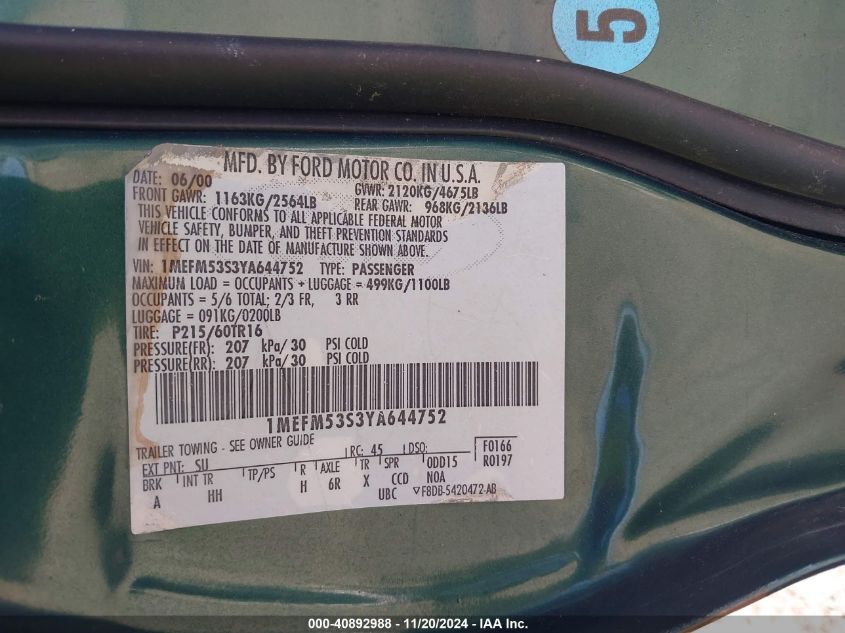 5
MFD. BY FORD MOTOR CO. IN U.S.A.
DATE: 06/00 GVWR: 2120KG/4675LB
FRONT GAWR: 1163KG/2564LB REAR GAWR: 968KG/2136LB
THIS VEHICLE CONFORMS TO ALL APPLICABLE FEDERAL MOTOR
VEHICLE SAFETY, BUMPER, AND THEFT PREVENTION STANDARDS
IN EFFECT ON THE DATE OF MANUFACTURE SHOWN ABOVE.
VIN: 1MEFM53S3YA644752 TYPE: PASSENGER
MAXIMUM LOAD = OCCUPANTS + LUGGAGE = 499KG/1100LB
OCCUPANTS = 5/6 TOTAL; 2/3 FR, 3 RR
LUGGAGE = 091KG/0200LB
TIRE: P215/60TR16
PRESSURE(FR): 207 kPa/30 PSI COLD
PRESSURE(RR): 207 kPa/30 PSI COLD
1MEFM53S3YA644752
TRAILER TOWING - SEE OWNER GUIDE
EXT PNT: SU RC: 45 DSO: F0166
BRK INT TR TP/PS R AXLE TR SPR ODD15 R0197
A HH H 6R X CCD NOA
UBC ▽F8DB-5420472-AB
000-40892988 - 11/20/2024 - IAA Inc.